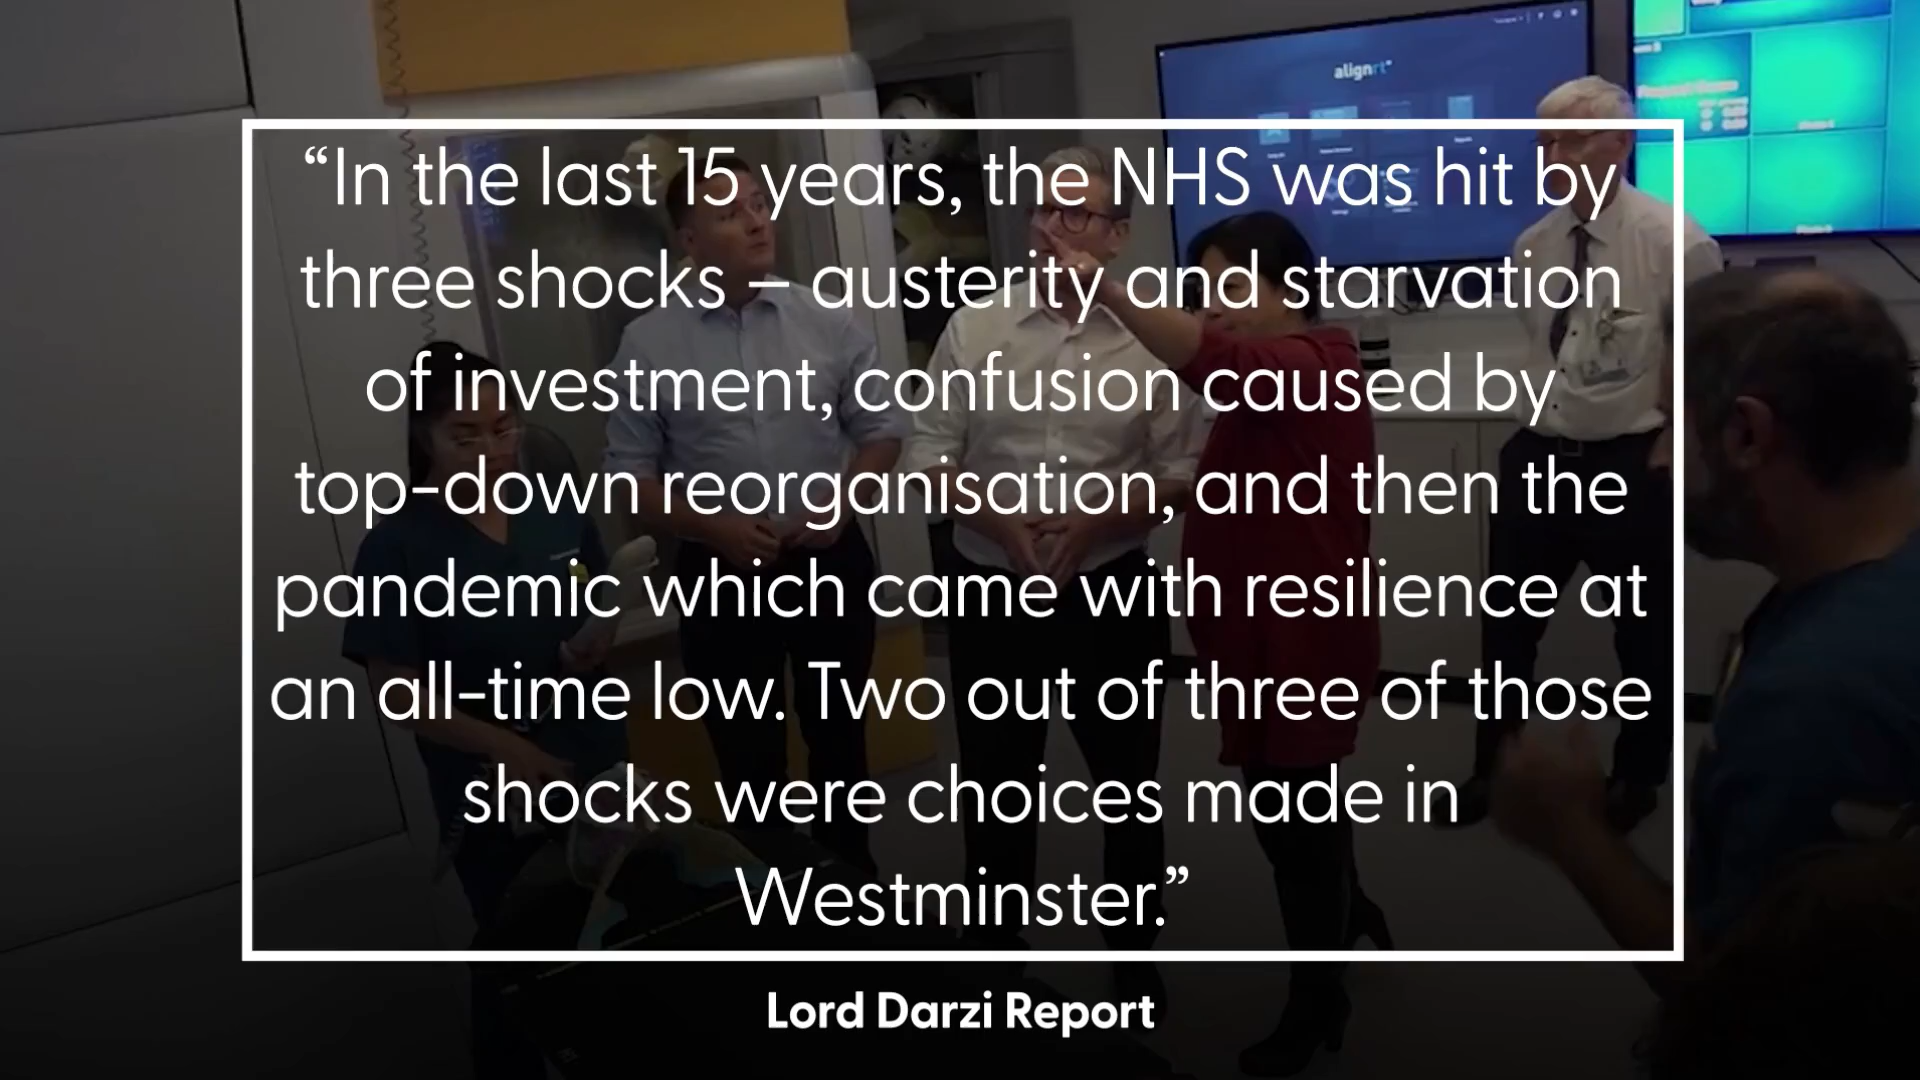 alignrt
“In the last 15 years, the NHS was hit by
three shocks – austerity and starvation
of investment, confusion caused by
top-down reorganisation, and then the
pandemic which came with resilience at
an all-time low. Two out of three of those
shocks were choices made in
Westminster.”
Lord Darzi Report